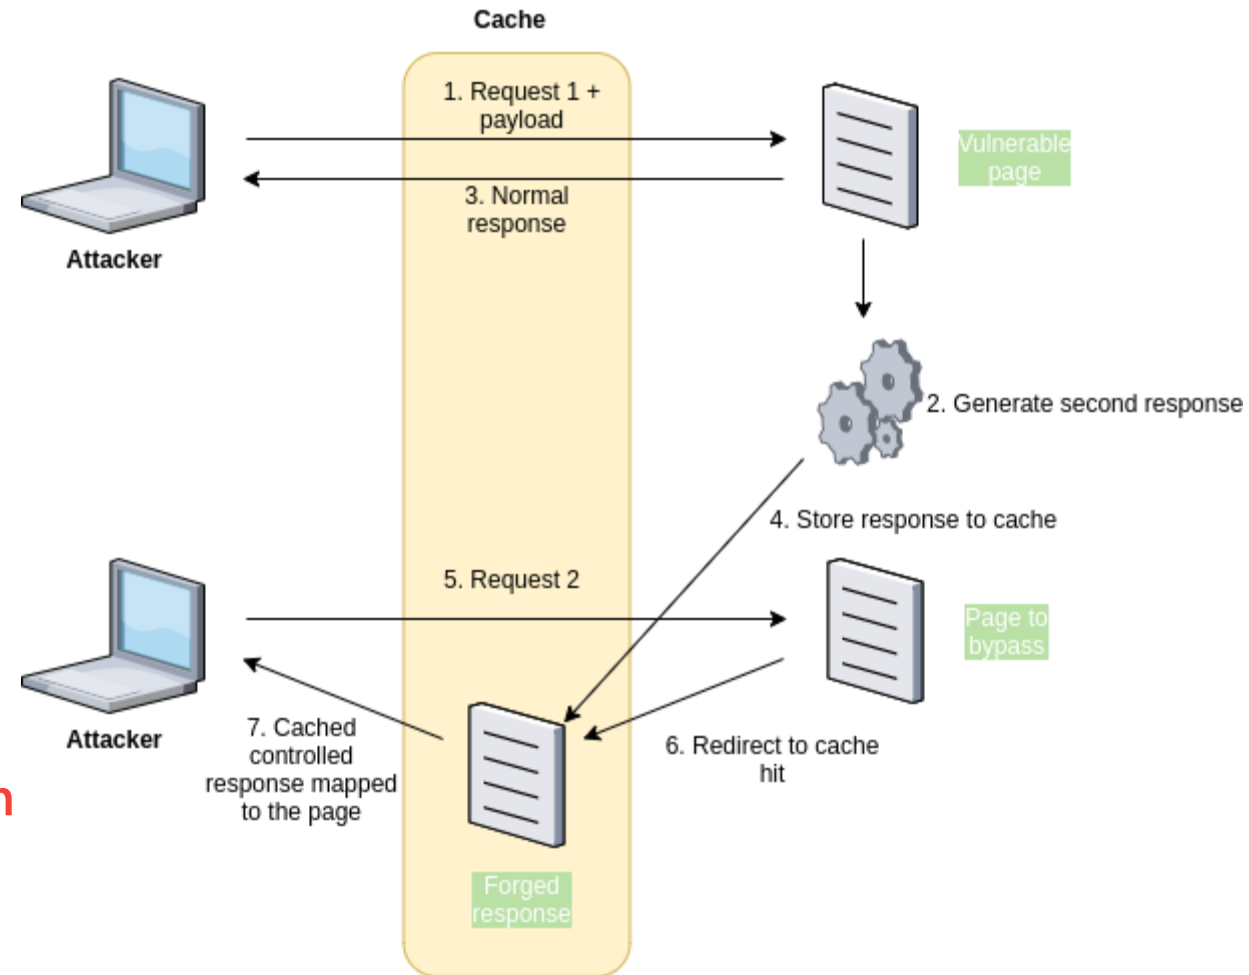 Cache
1. Request 1 +
payload
Vulnerable
page
3. Normal
response
Attacker
2. Generate second response
4. Store response to cache
5. Request 2
Page to
bypass
Attacker
7. Cached
controlled
response mapped
to the page
6. Redirect to cache
hit
n
Forged
response